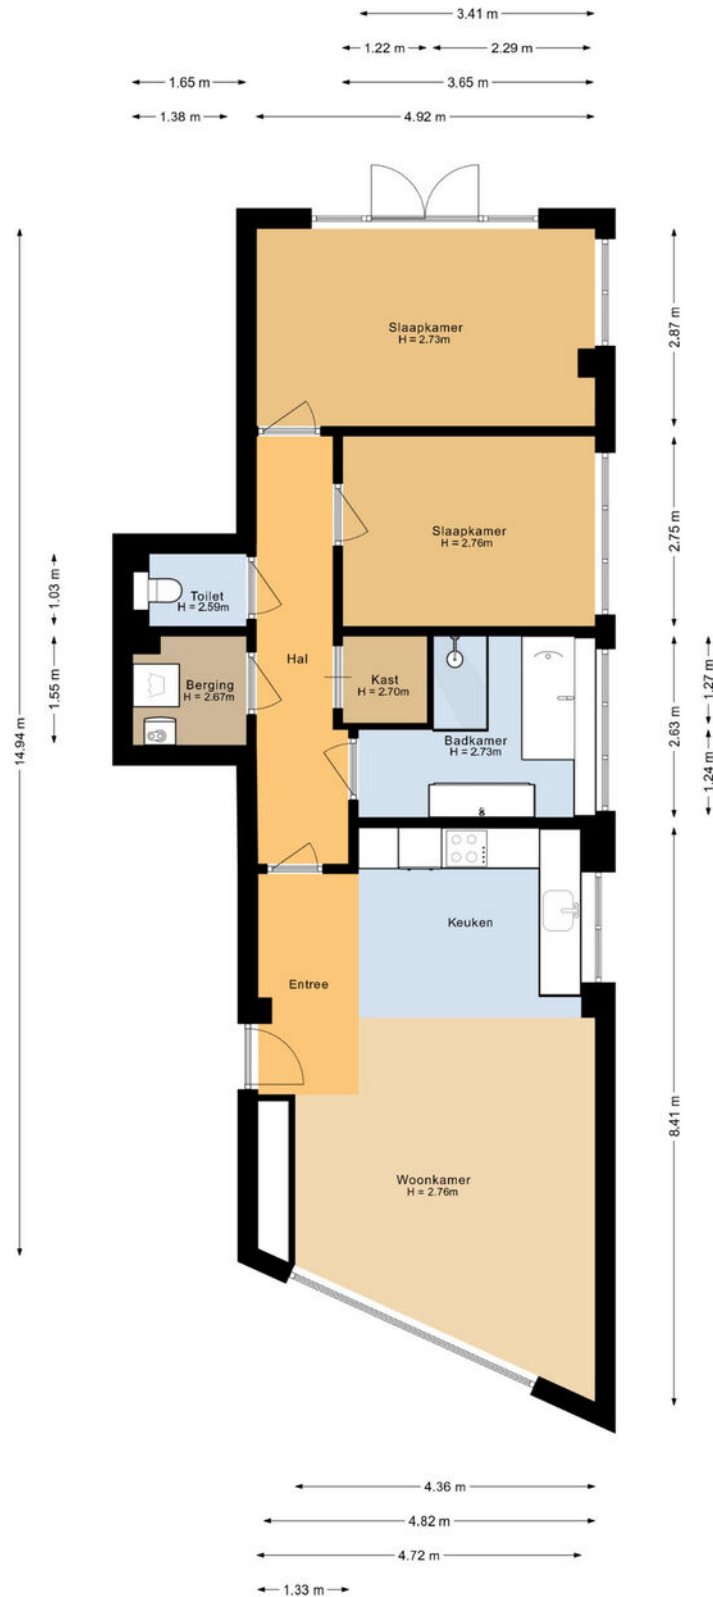 3.41 m
1.22 m
2.29 m
1.65 m
3.65 m
1.38 m
4.92 m
Slaapkamer
H = 2.73m
2.87 m
Slaapkamer
H = 2.76m
2.75 m
1.03 m
Toilet
H = 2.59m
Hal
Berging
H = 2.67m
1.55 m
Kast
H = 2.70m
Badkamer
H = 2.73m
2.63 m
1.27 m
1.24 m
14.94 m
Keuken
Entree
8.41 m
Woonkamer
H = 2.76m
4.36 m
4.82 m
4.72 m
1.33 m